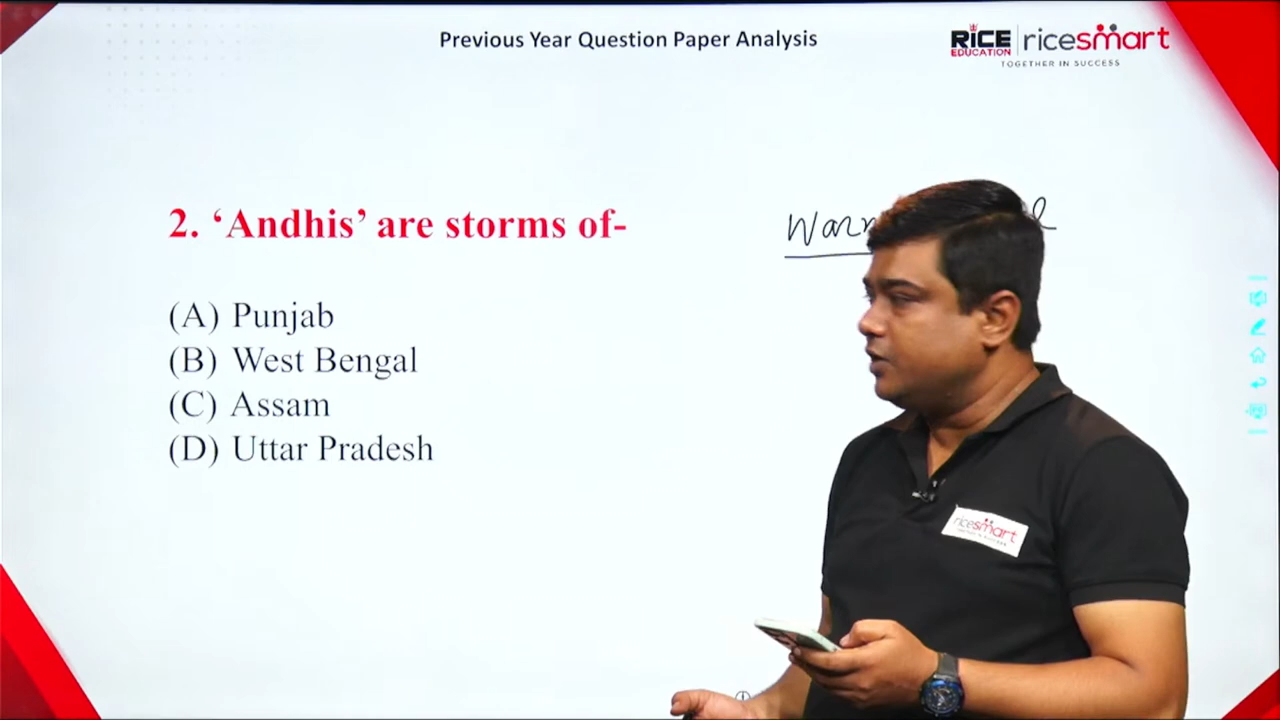 Previous Year Question Paper Analysis
RICE EDUCATION | ricesmart
TOGETHER IN SUCCESS
2. ‘Andhis’ are storms of-
(A) Punjab
(B) West Bengal
(C) Assam
(D) Uttar Pradesh
ricesmart